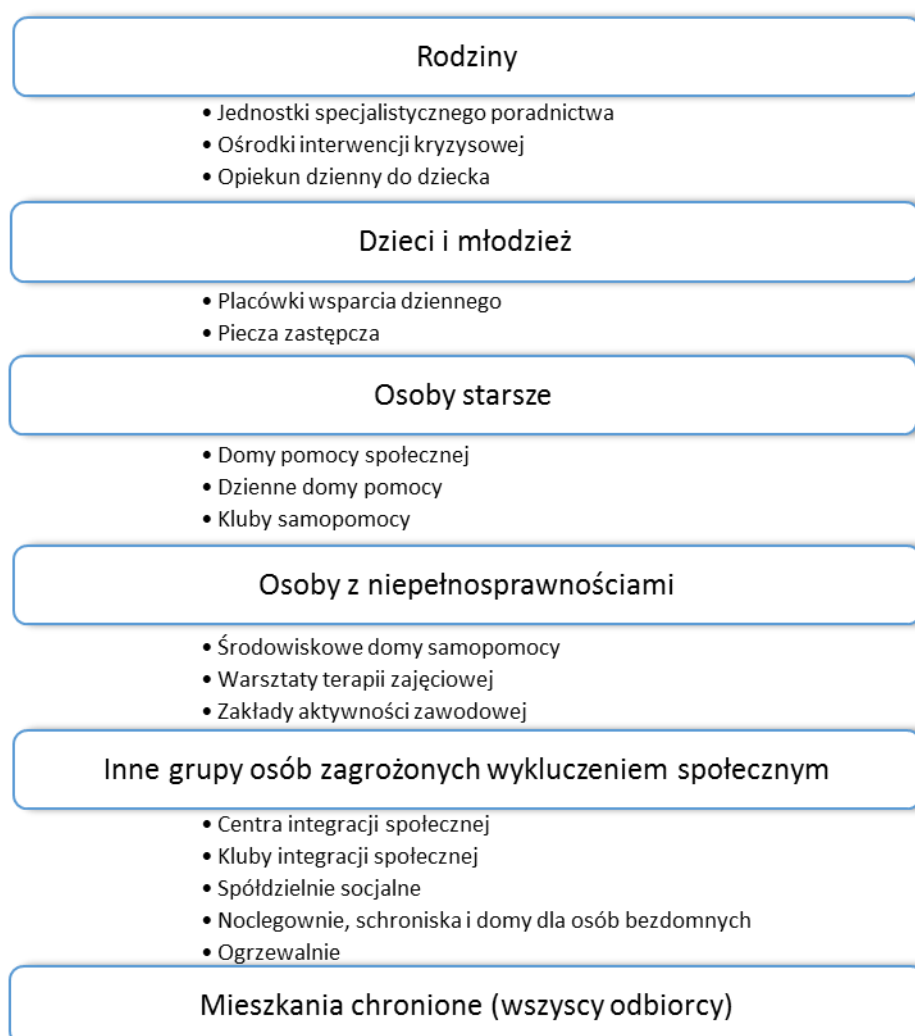 Rodziny
• Jednostki specjalistycznego poradnictwa
• Ośrodki interwencji kryzysowej
• Opiekun dzienny do dziecka
Dzieci i młodzież
• Placówki wsparcia dziennego
• Piecza zastępcza
Osoby starsze
• Domy pomocy społecznej
• Dzienne domy pomocy
• Kluby samopomocy
Osoby z niepełnosprawnościami
• Środowiskowe domy samopomocy
• Warsztaty terapii zajęciowej
• Zakłady aktywności zawodowej
Inne grupy osób zagrożonych wykluczeniem społecznym
• Centra integracji społecznej
• Kluby integracji społecznej
• Spółdzielnie socjalne
• Noclegownie, schroniska i domy dla osób bezdomnych
• Ogrzewalnie
Mieszkania chronione (wszyscy odbiorcy)